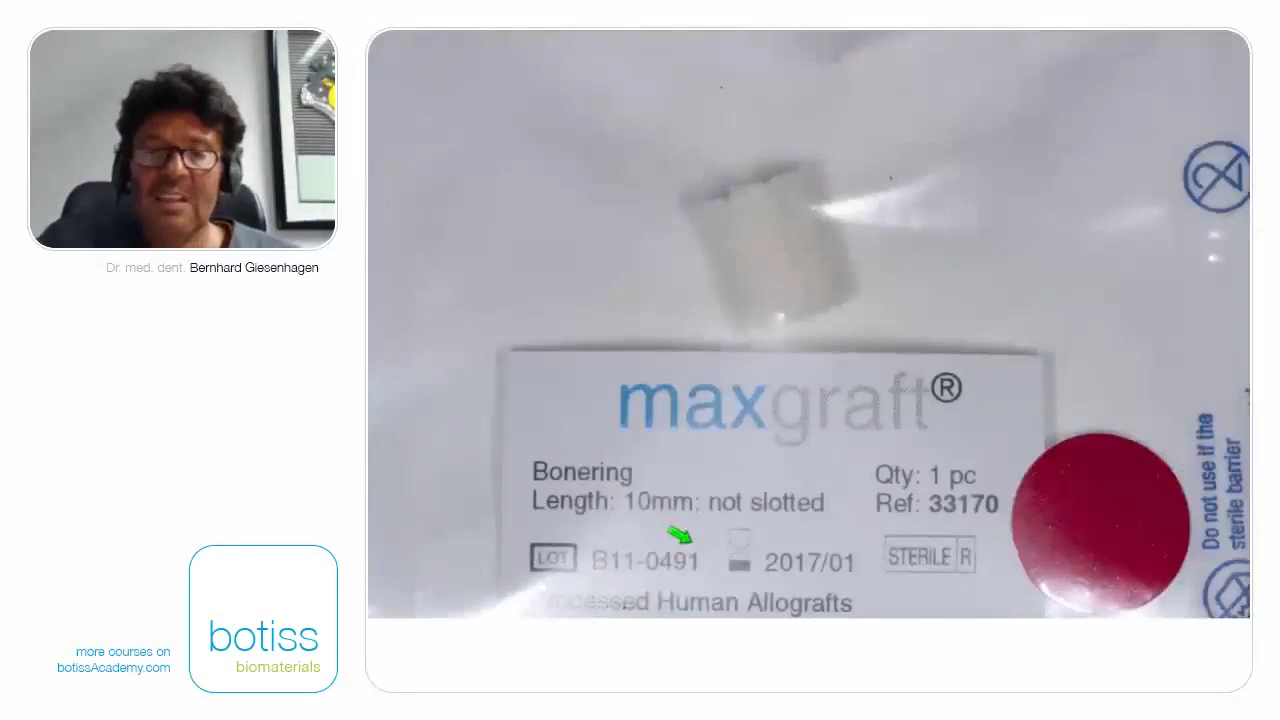 Dr. med. dent. Bernhard Giesenhagen
more courses on
botissAcademy.com
botiss
biomaterials
maxgraft®
Bonering
Length: 10mm; not slotted
Qty: 1 pc
Ref: 33170
LOT B11-0491
2017/01
STERILE R
Human Allografts
2
Do not use if the
sterile barrier